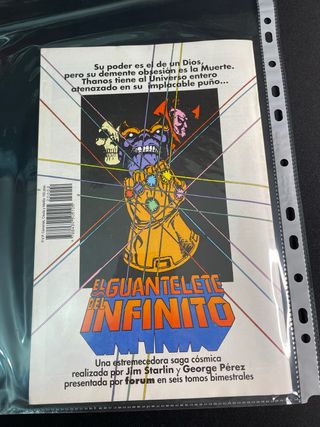 Su poder es el de un Dios,
pero su demente obsesión es la Muerte.
Thanos tiene al Universo entero
atenazado en su implacable puño...
EL GUANTELETE
DEL INFINITO
Una estremecedora saga cósmica
realizada por Jim Starlin y George Pérez
presentada por forum en seis tomos bimestrales